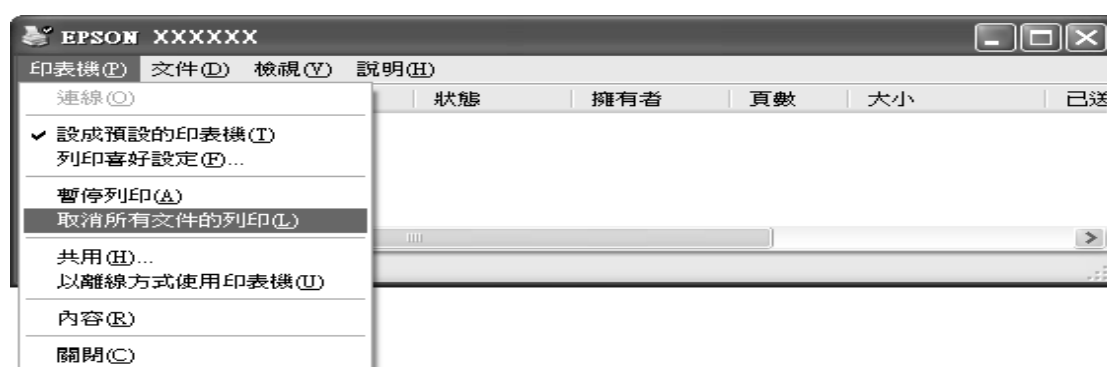 EPSON XXXXXX
印表機(P) 文件(D) 檢視(V) 說明(H)
狀態 擁有者 頁數 大小 已送
連線(O)
設成預設的印表機(T)
列印喜好設定(F)...
暫停列印(A)
取消所有文件的列印(L)
共用(H)...
以離線方式使用印表機(U)
內容(R)
關閉(C)